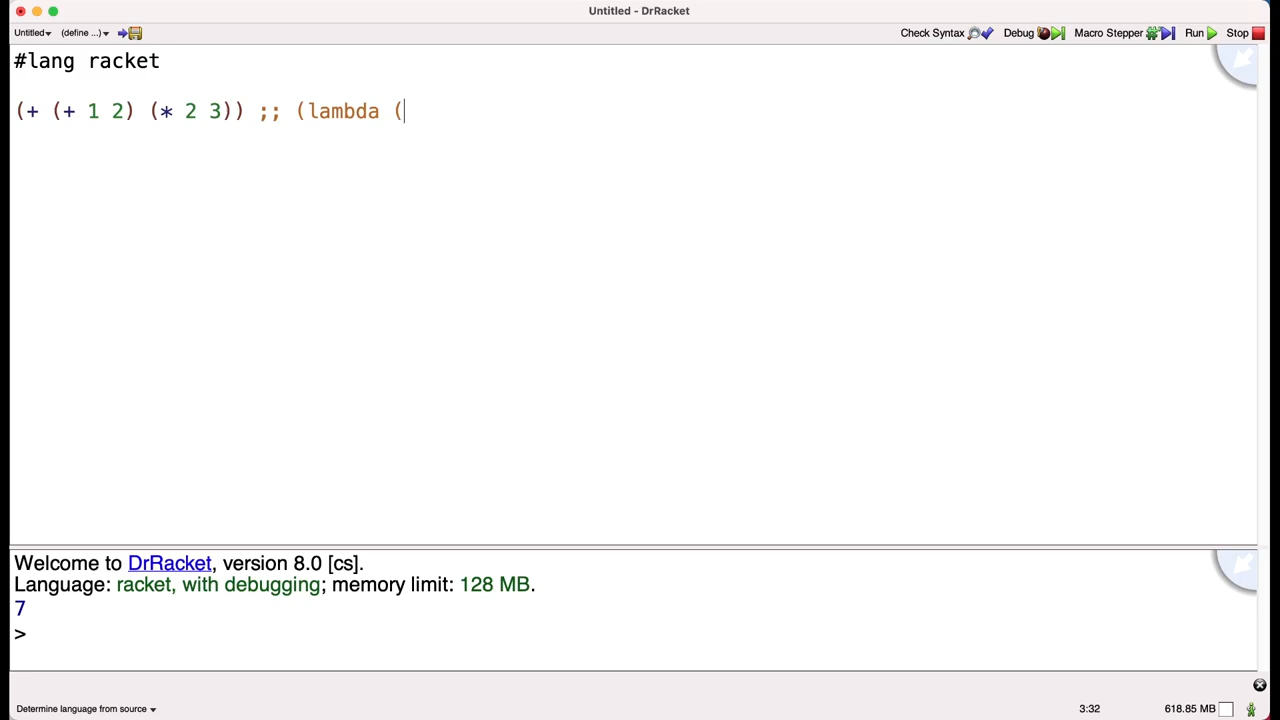 Untitled - DrRacket
Untitled (define ...) Check Syntax Debug Macro Stepper Run Stop
#lang racket
(+ (+ 1 2) (* 2 3)) ;; (lambda (
Welcome to DrRacket, version 8.0 [cs].
Language: racket, with debugging; memory limit: 128 MB.
7
>
Determine language from source 3:32 618.85 MB